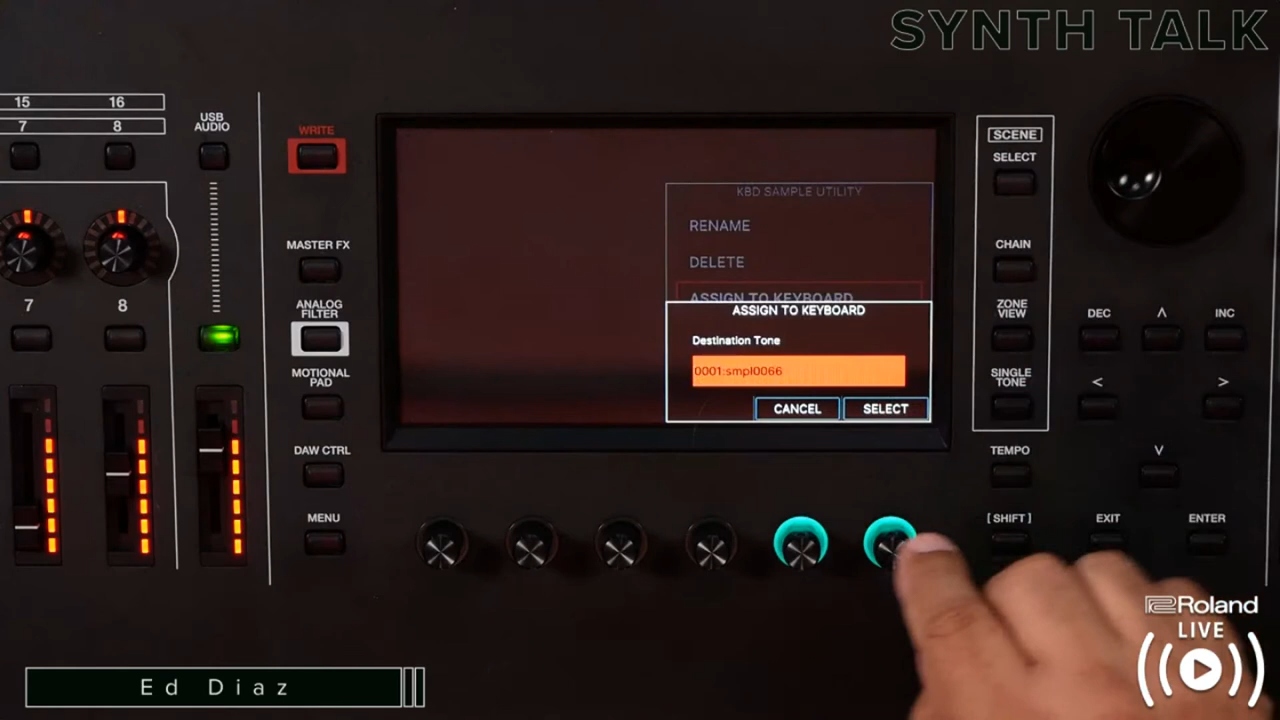 SYNTH TALK
15 16
7 8
USB
AUDIO
WRITE
MASTER FX
ANALOG
FILTER
MOTIONAL
PAD
DAW CTRL
MENU
7 8
KBD SAMPLE UTILITY
RENAME
DELETE
ASSIGN TO KEYBOARD
ASSIGN TO KEYBOARD
Destination Tone
0001:smpl0066
CANCEL SELECT
SCENE
SELECT
CHAIN
ZONE
VIEW
SINGLE
TONE
TEMPO
[ SHIFT ]
DEC INC
EXIT ENTER
Roland
LIVE
Ed Diaz